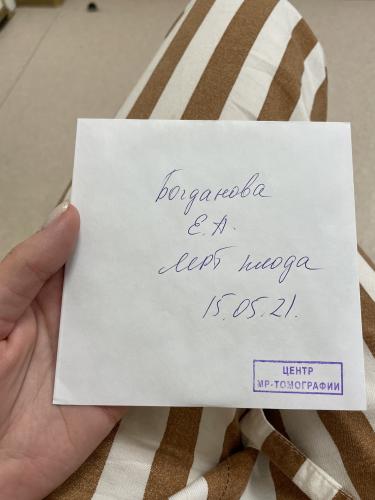 Богданова
Е.А.
МРТ плода
15.05.21.
ЦЕНТР
МР-ТОМОГРАФИИ